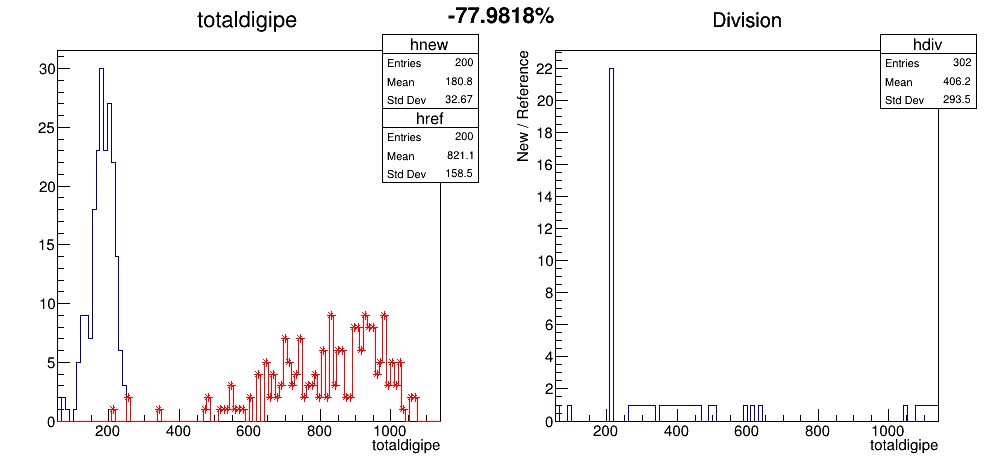 totaldigipe
-77.9818%
Division
hnew
Entries 200
Mean 180.8
Std Dev 32.67
href
Entries 200
Mean 821.1
Std Dev 158.5
30
25
20
15
10
5
0
200 400 600 800 1000
totaldigipe
hdiv
Entries 302
Mean 406.2
Std Dev 293.5
New / Reference
22
20
18
16
14
12
10
8
6
4
2
0
200 400 600 800 1000
totaldigipe